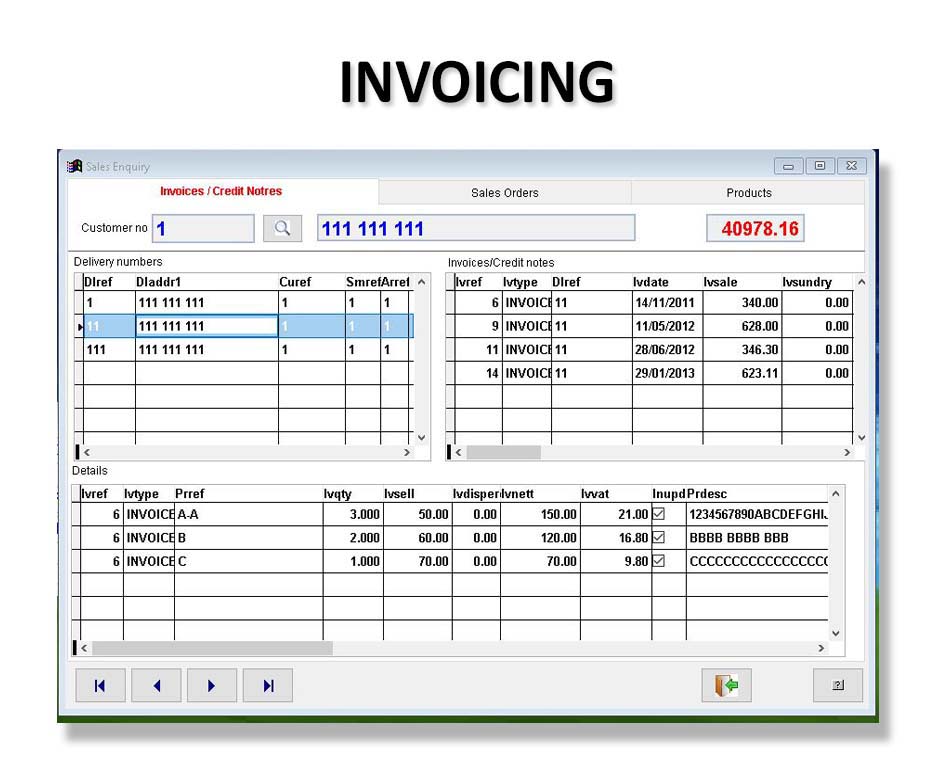 INVOICING
Sales Enquiry
Invoices / Credit Notres Sales Orders Products
Customer no 1 111 111 111 40978.16
Delivery numbers
Dlref Dladdr1 Curef Smref Arref
1 111 111 111 1 1 1
11 111 111 111 1 1 1
111 111 111 111 1 1 1
Invoices/Credit notes
Ivref Ivtype Dlref Ivdate Ivsale Ivsundry
6 INVOICE 11 14/11/2011 340.00 0.00
9 INVOICE 11 11/05/2012 628.00 0.00
11 INVOICE 11 28/06/2012 346.30 0.00
14 INVOICE 11 29/01/2013 623.11 0.00
Details
Ivref Ivtype Prref Ivqty Ivsell Ivdisper Ivnett Ivvat Inupd Prdesc
6 INVOICE A-A 3.000 50.00 0.00 150.00 21.00 1234567890ABCDEFGHIJ
6 INVOICE B 2.000 60.00 0.00 120.00 16.80 BBBB BBBB BBB
6 INVOICE C 1.000 70.00 0.00 70.00 9.80 CCCCCCCCCCCCCCCCC
?